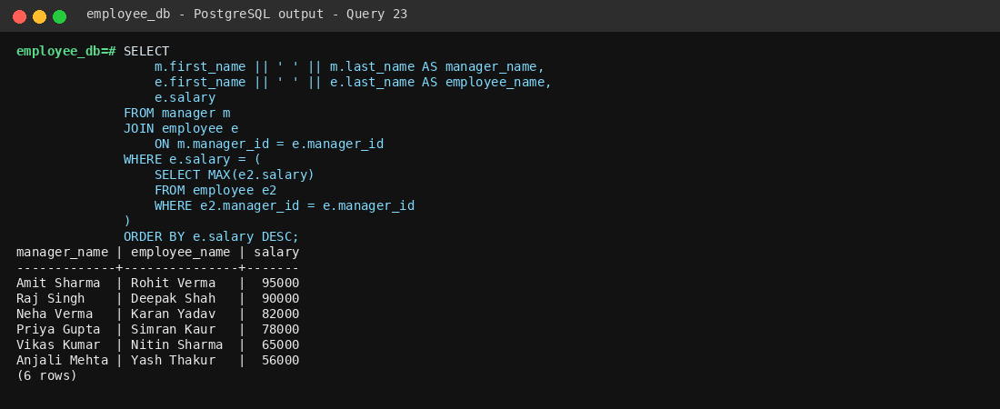 employee_db - PostgreSQL output - Query 23
employee_db=# SELECT
                    m.first_name || ' ' || m.last_name AS manager_name,
                    e.first_name || ' ' || e.last_name AS employee_name,
                    e.salary
              FROM manager m
              JOIN employee e
                  ON m.manager_id = e.manager_id
              WHERE e.salary = (
                  SELECT MAX(e2.salary)
                  FROM employee e2
                  WHERE e2.manager_id = e.manager_id
              )
              ORDER BY e.salary DESC;
manager_name | employee_name | salary
-------------+---------------+-------
Amit Sharma  | Rohit Verma   |  95000
Raj Singh    | Deepak Shah   |  90000
Neha Verma   | Karan Yadav   |  82000
Priya Gupta  | Simran Kaur   |  78000
Vikas Kumar  | Nitin Sharma  |  65000
Anjali Mehta | Yash Thakur   |  56000
(6 rows)